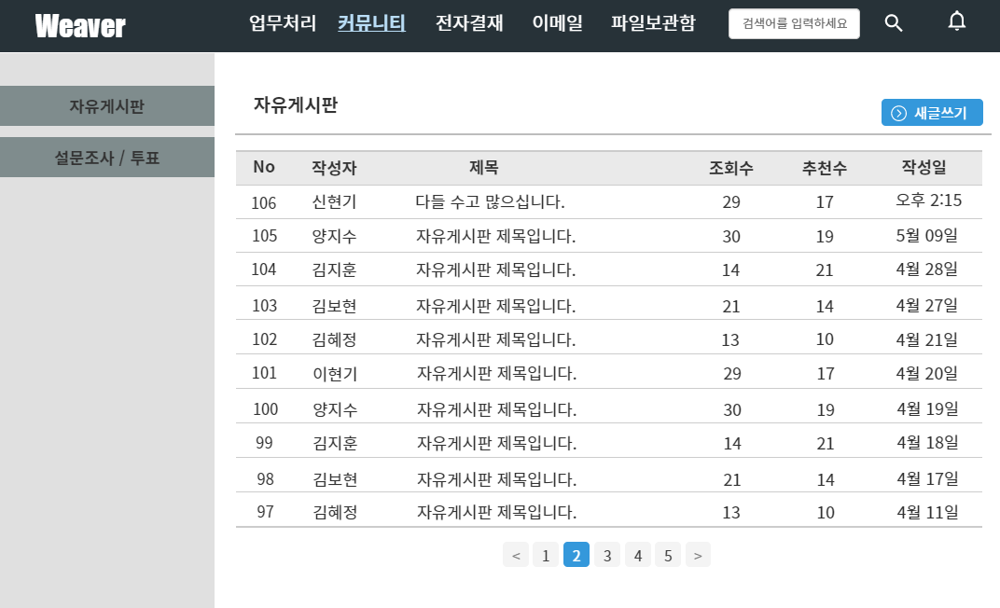 Weaver 업무처리 커뮤니티 전자결재 이메일 파일보관함 검색어를 입력하세요
자유게시판
설문조사 / 투표
자유게시판
새글쓰기
No 작성자 제목 조회수 추천수 작성일
106 신현기 다들 수고 많으십니다. 29 17 오후 2:15
105 양지수 자유게시판 제목입니다. 30 19 5월 09일
104 김지훈 자유게시판 제목입니다. 14 21 4월 28일
103 김보현 자유게시판 제목입니다. 21 14 4월 27일
102 김혜정 자유게시판 제목입니다. 13 10 4월 21일
101 이현기 자유게시판 제목입니다. 29 17 4월 20일
100 양지수 자유게시판 제목입니다. 30 19 4월 19일
99 김지훈 자유게시판 제목입니다. 14 21 4월 18일
98 김보현 자유게시판 제목입니다. 21 14 4월 17일
97 김혜정 자유게시판 제목입니다. 13 10 4월 11일
< 1 2 3 4 5 >